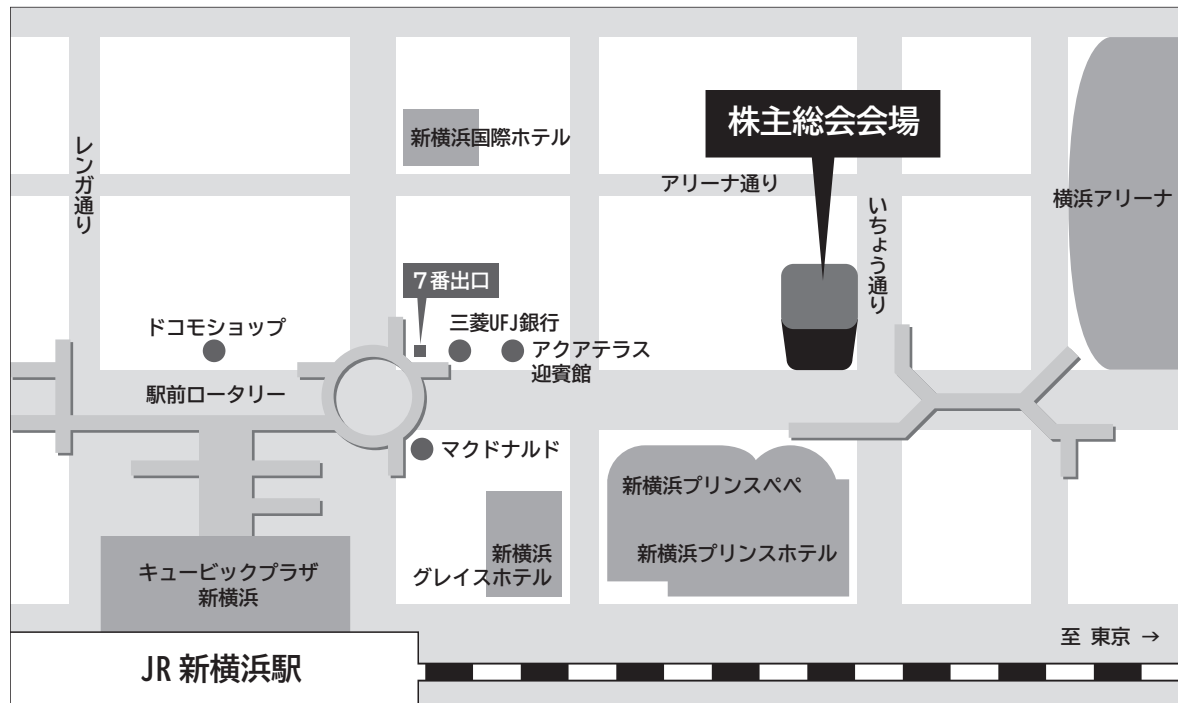 株主総会会場
新横浜国際ホテル
レンガ通り
アリーナ通り
いちょう通り
横浜アリーナ
7番出口
ドコモショップ
三菱UFJ銀行
アクアテラス
迎賓館
駅前ロータリー
マクドナルド
新横浜プリンスペペ
新横浜
グレイスホテル
新横浜プリンスホテル
キュービックプラザ
新横浜
至 東京 →
JR 新横浜駅